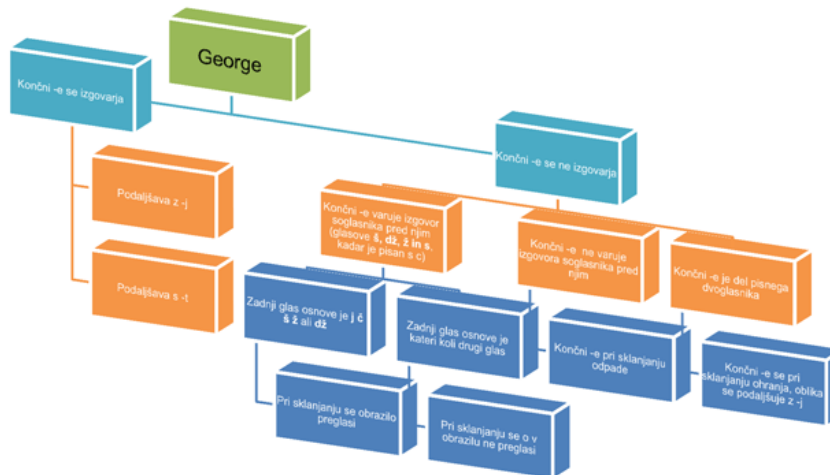 George
Končni -e se izgovarja
Končni -e se ne izgovarja
Podaljšava z -j
Podaljšava s -t
Končni -e varuje izgovor
soglasnika pred njim
(glasove š, dž, ž in s,
kadar je pisan s c)
Končni -e ne varuje
izgovora soglasnika pred
njim
Končni -e je del pisnega
dvoglasnika
Zadnji glas osnove je j č
š ž ali dž
Zadnji glas osnove je
kateri koli drugi glas
Končni -e pri sklanjanju
odpade
Končni -e se pri
sklanjanju ohranja, oblika
se podaljšuje z -j
Pri sklanjanju se obrazilo
preglasi
Pri sklanjanju se o v
obrazilu ne preglasi